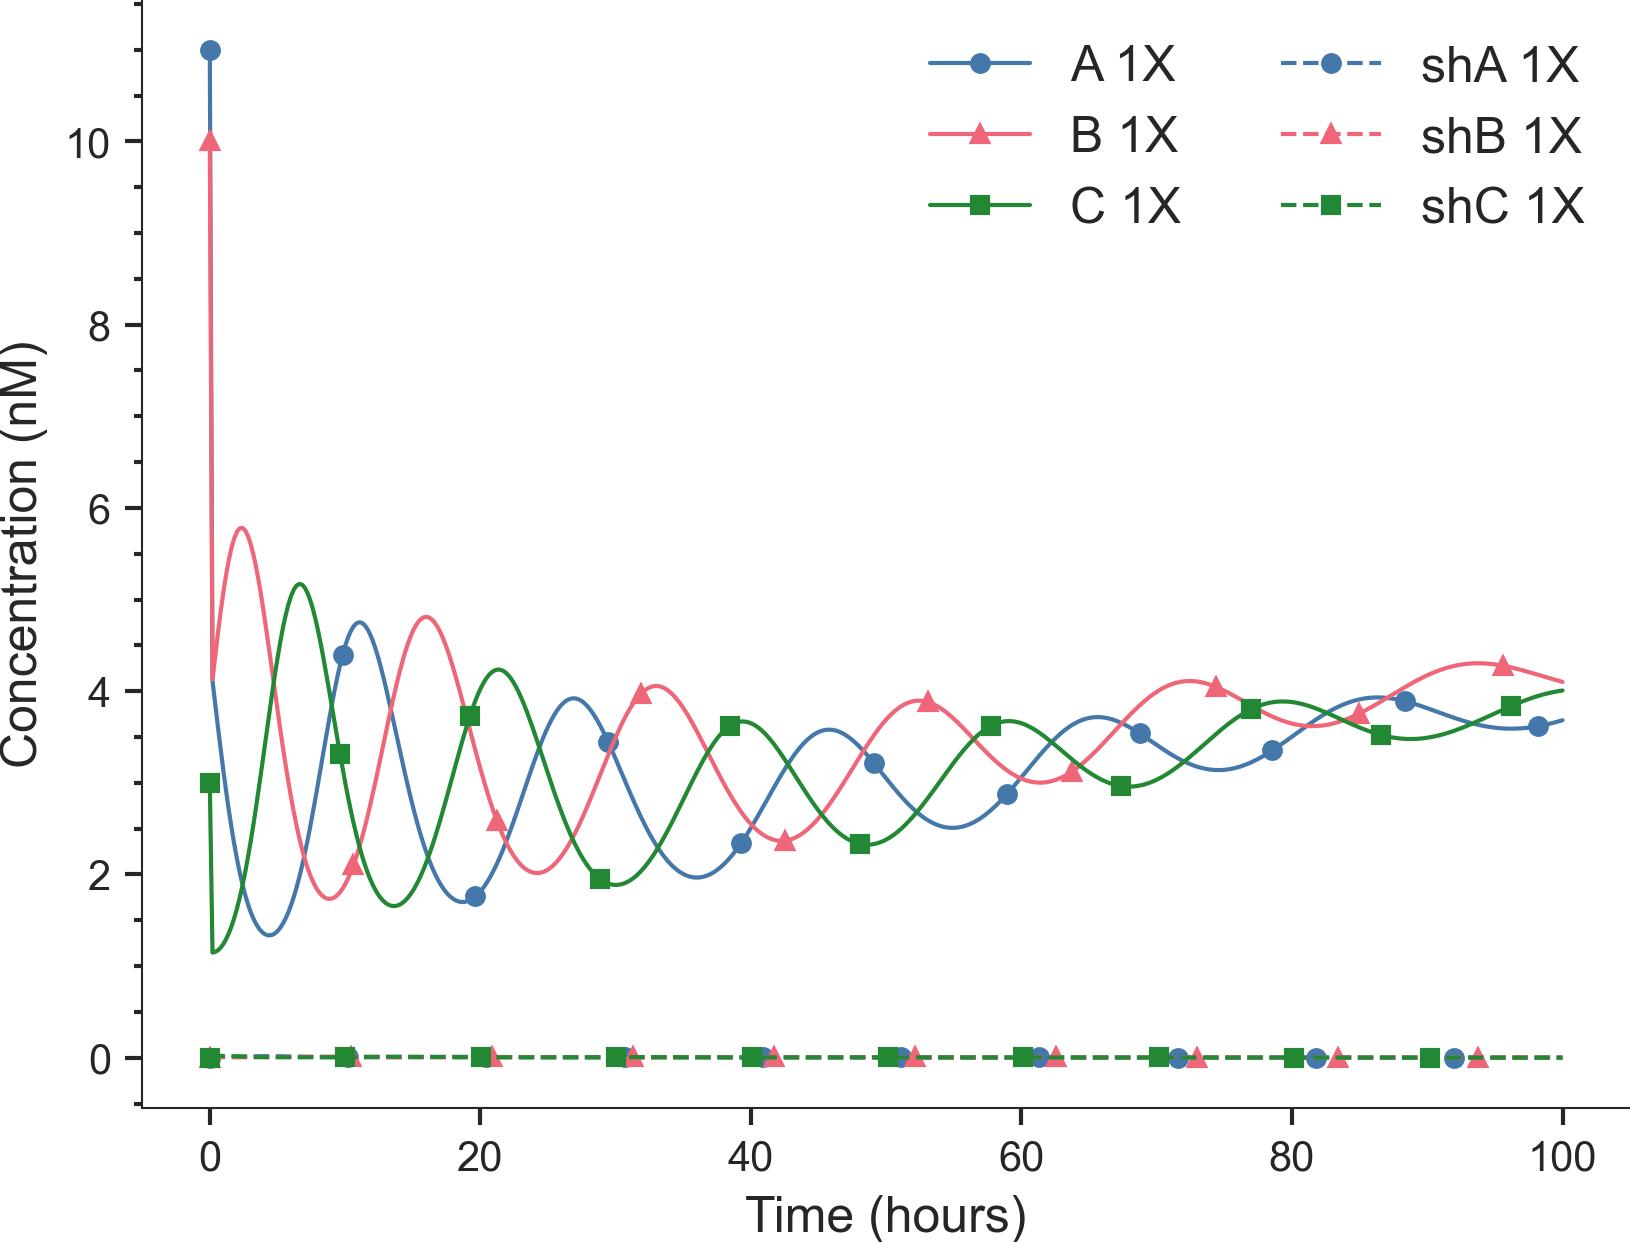 A 1X
B 1X
C 1X
shA 1X
shB 1X
shC 1X
Concentration (nM)
10
8
6
4
2
0
0 20 40 60 80 100
Time (hours)